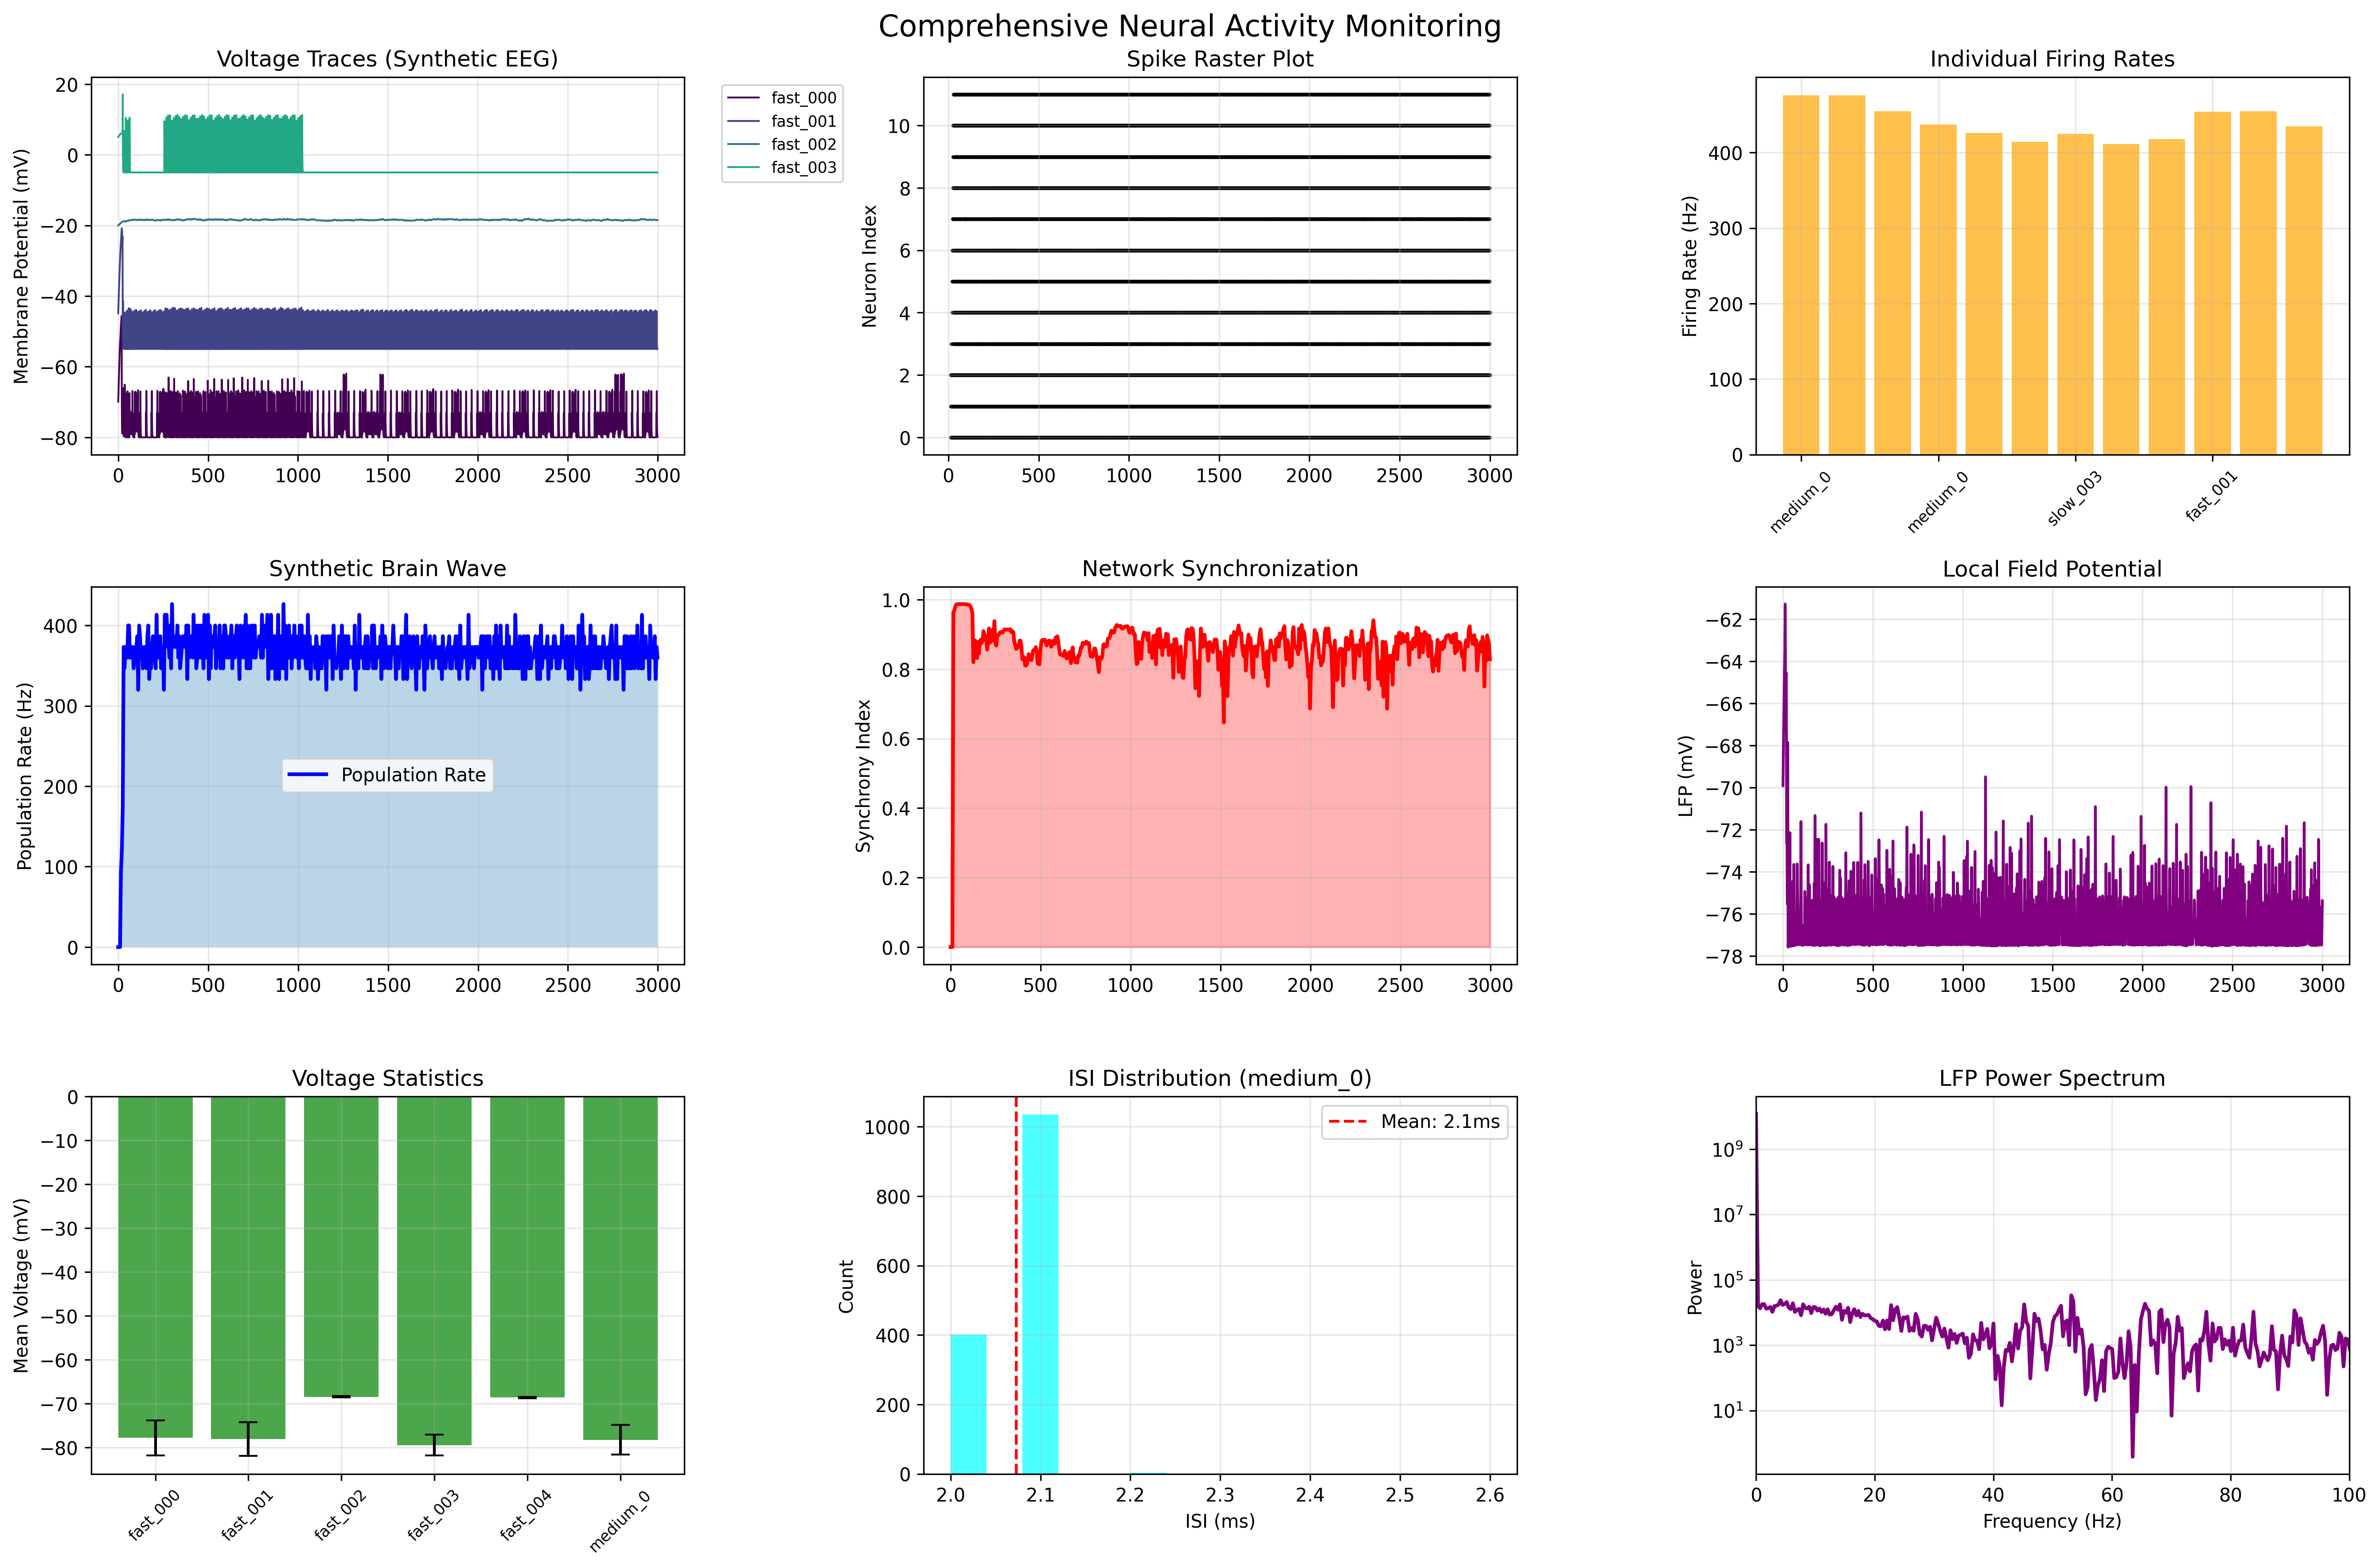 Comprehensive Neural Activity Monitoring
Voltage Traces (Synthetic EEG)
Membrane Potential (mV)
20
0
−20
−40
−60
−80
0 500 1000 1500 2000 2500 3000
fast_000
fast_001
fast_002
fast_003
Spike Raster Plot
Neuron Index
10
8
6
4
2
0
0 500 1000 1500 2000 2500 3000
Individual Firing Rates
Firing Rate (Hz)
400
300
200
100
0
medium_0 medium_0 slow_003 fast_001
Synthetic Brain Wave
Population Rate (Hz)
400
300
200
100
0
Population Rate
0 500 1000 1500 2000 2500 3000
Network Synchronization
Synchrony Index
1.0
0.8
0.6
0.4
0.2
0.0
0 500 1000 1500 2000 2500 3000
Local Field Potential
LFP (mV)
−62
−64
−66
−68
−70
−72
−74
−76
−78
0 500 1000 1500 2000 2500 3000
Voltage Statistics
Mean Voltage (mV)
0
−10
−20
−30
−40
−50
−60
−70
−80
fast_000 fast_001 fast_002 fast_003 fast_004 medium_0
ISI Distribution (medium_0)
Count
1000
800
600
400
200
0
Mean: 2.1ms
2.0 2.1 2.2 2.3 2.4 2.5 2.6
ISI (ms)
LFP Power Spectrum
Power
10⁹
10⁷
10⁵
10³
10¹
0 20 40 60 80 100
Frequency (Hz)